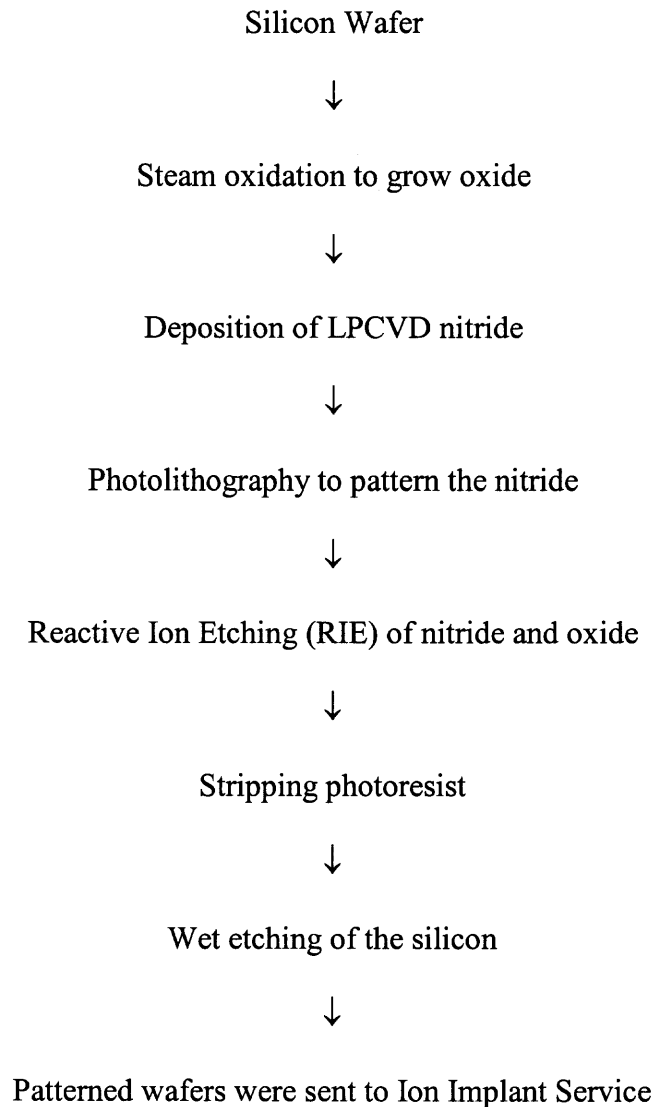 Silicon Wafer
↓
Steam oxidation to grow oxide
↓
Deposition of LPCVD nitride
↓
Photolithography to pattern the nitride
↓
Reactive Ion Etching (RIE) of nitride and oxide
↓
Stripping photoresist
↓
Wet etching of the silicon
↓
Patterned wafers were sent to Ion Implant Service